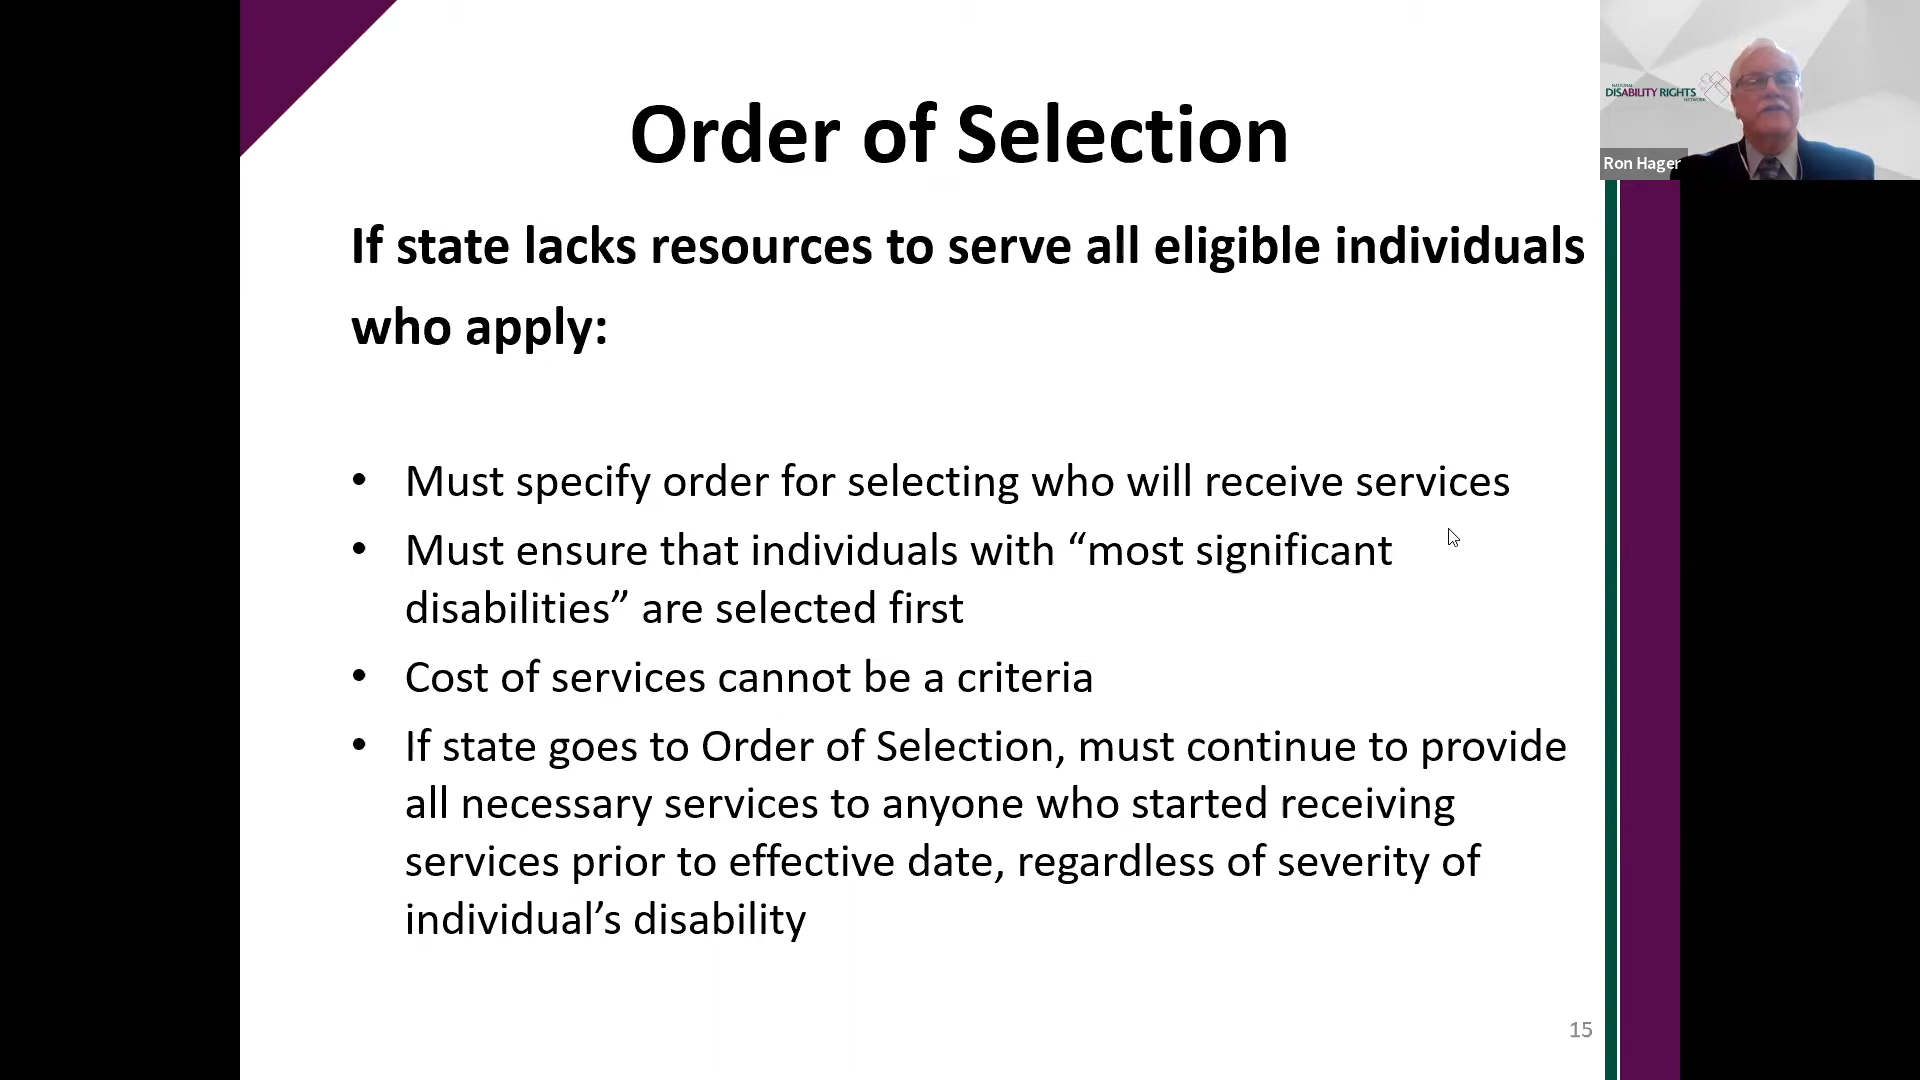 Order of Selection
NATIONAL
DISABILITY RIGHTS
NETWORK
Ron Hager
If state lacks resources to serve all eligible individuals
who apply:
• Must specify order for selecting who will receive services
• Must ensure that individuals with “most significant
disabilities” are selected first
• Cost of services cannot be a criteria
• If state goes to Order of Selection, must continue to provide
all necessary services to anyone who started receiving
services prior to effective date, regardless of severity of
individual’s disability
15